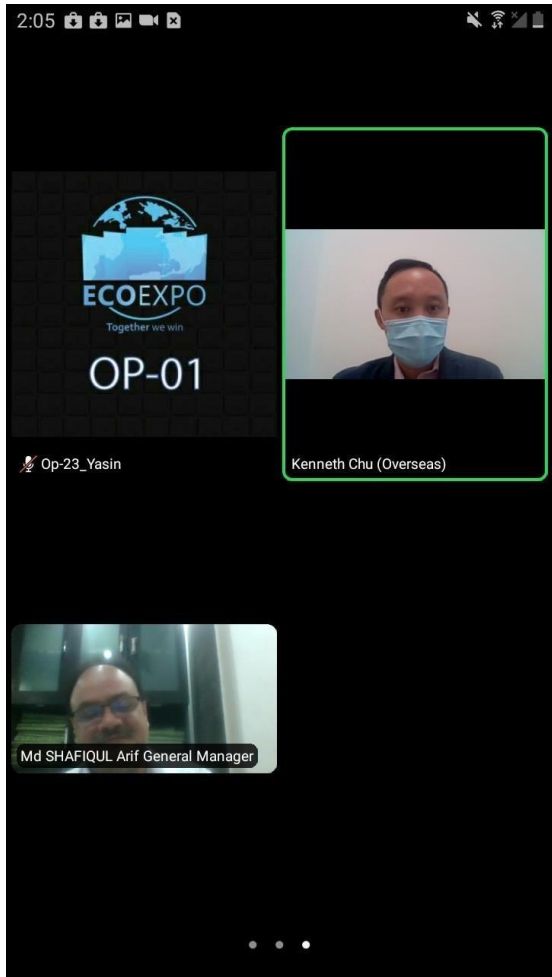 2:05
ECOEXPO
Together we win
OP-01
Op-23_Yasin
Kenneth Chu (Overseas)
Md SHAFIQUL Arif General Manager